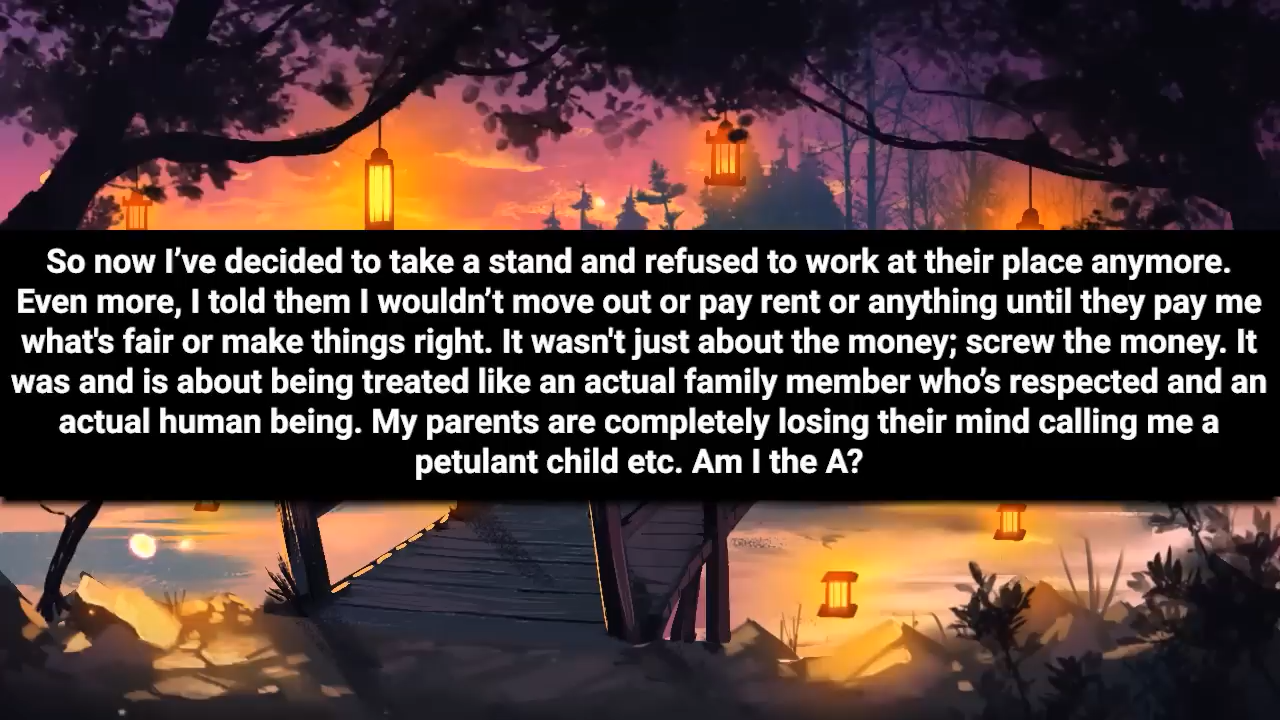 So now I’ve decided to take a stand and refused to work at their place anymore.
Even more, I told them I wouldn’t move out or pay rent or anything until they pay me
what's fair or make things right. It wasn't just about the money; screw the money. It
was and is about being treated like an actual family member who’s respected and an
actual human being. My parents are completely losing their mind calling me a
petulant child etc. Am I the A?